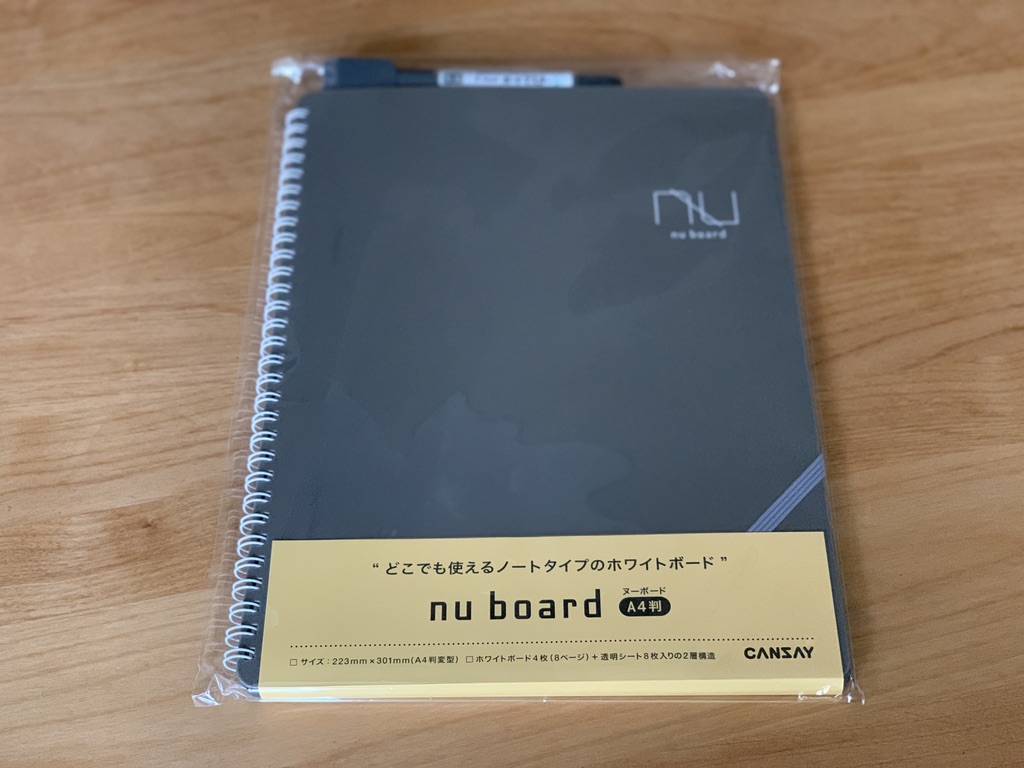 nu
nu board
“どこでも使えるノートタイプのホワイトボード”
nu board
ヌーボード
A4判
□ サイズ：223mm×301mm(A4判変型) □ ホワイトボード4枚(8ページ)＋透明シート8枚入りの2層構造
CANSAY